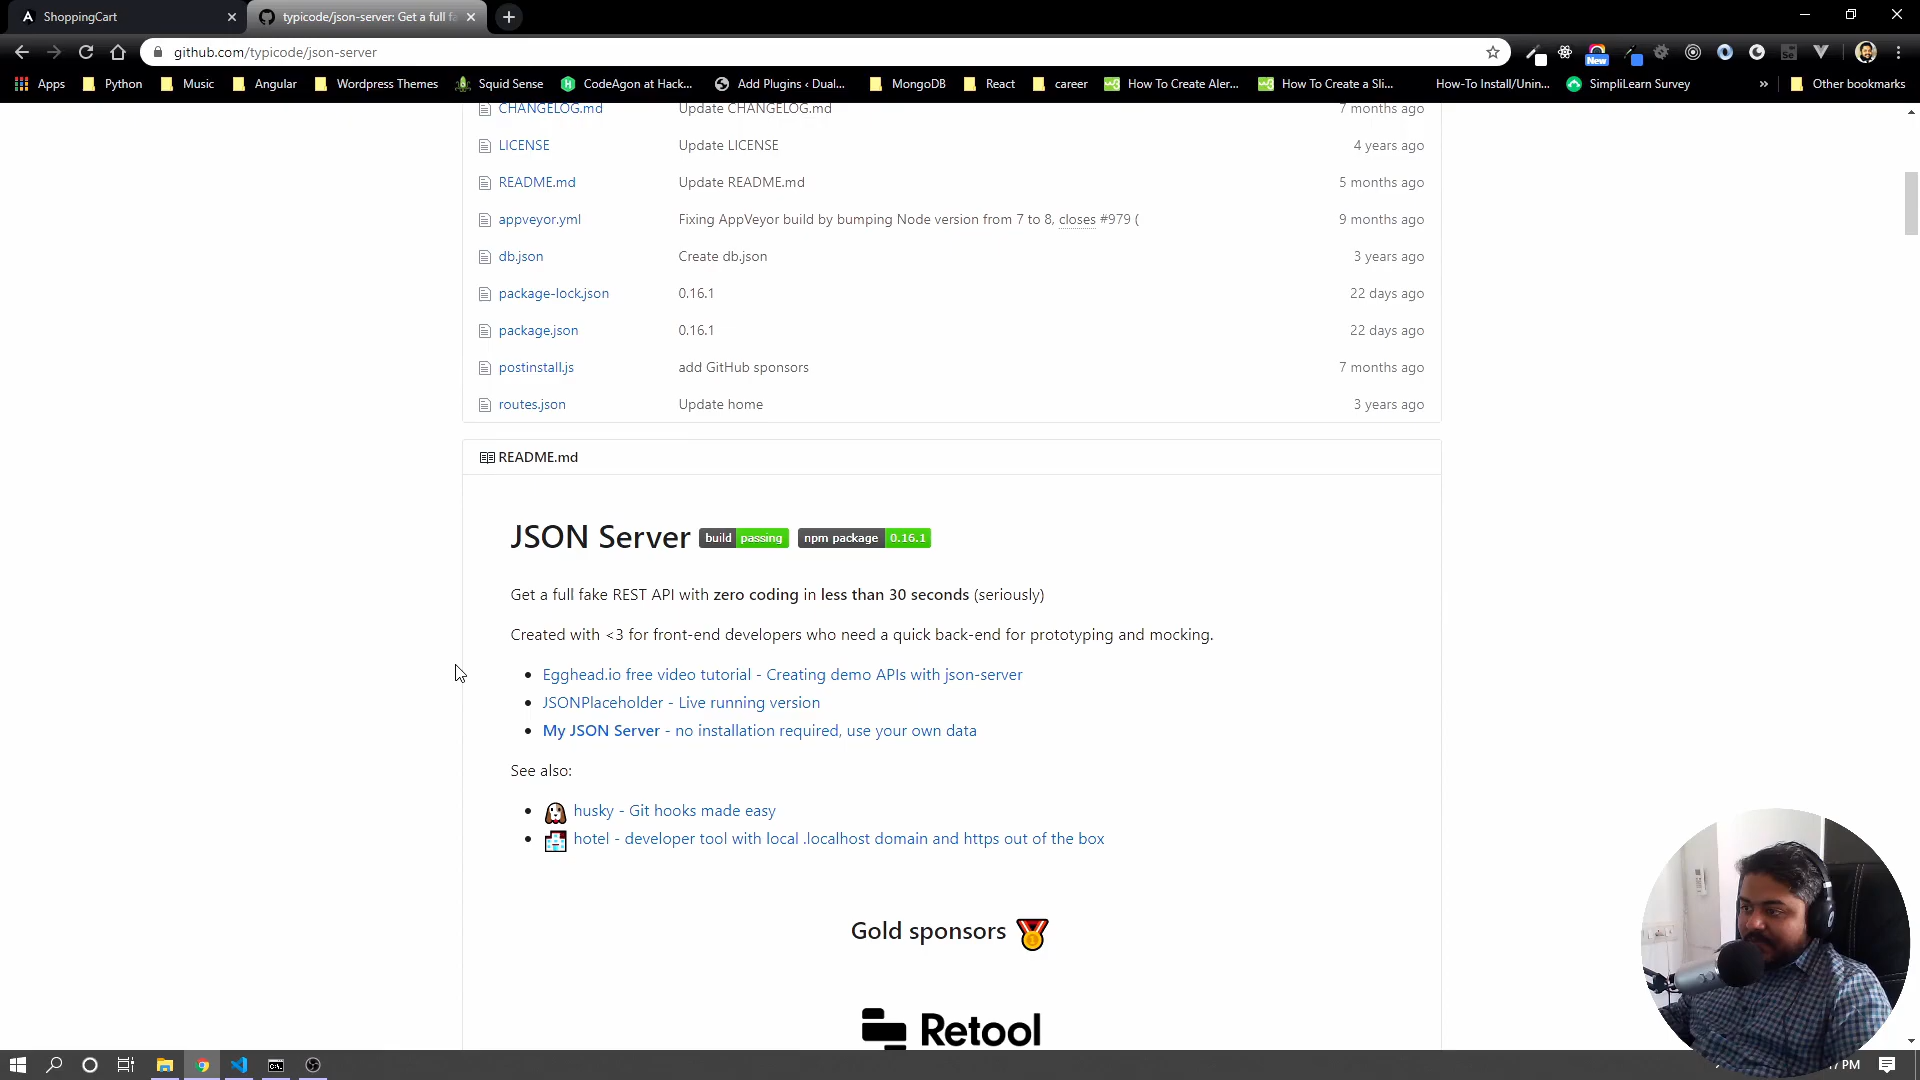 ShoppingCart
typicode/json-server: Get a full fa
github.com/typicode/json-server
New
Apps
Python
Music
Angular
Wordpress Themes
Squid Sense
CodeAgon at Hack...
Add Plugins ‹ Dual...
MongoDB
React
career
How To Create Aler...
How To Create a Sli...
How-To Install/Unin...
SimpliLearn Survey
»
Other bookmarks
CHANGELOG.md Update CHANGELOG.md 7 months ago
LICENSE Update LICENSE 4 years ago
README.md Update README.md 5 months ago
appveyor.yml Fixing AppVeyor build by bumping Node version from 7 to 8, closes #979 ( 9 months ago
db.json Create db.json 3 years ago
package-lock.json 0.16.1 22 days ago
package.json 0.16.1 22 days ago
postinstall.js add GitHub sponsors 7 months ago
routes.json Update home 3 years ago
README.md
JSON Server build passing npm package 0.16.1
Get a full fake REST API with zero coding in less than 30 seconds (seriously)
Created with <3 for front-end developers who need a quick back-end for prototyping and mocking.
• Egghead.io free video tutorial - Creating demo APIs with json-server
• JSONPlaceholder - Live running version
• My JSON Server - no installation required, use your own data
See also:
• husky - Git hooks made easy
• hotel - developer tool with local .localhost domain and https out of the box
Gold sponsors
Retool
PM